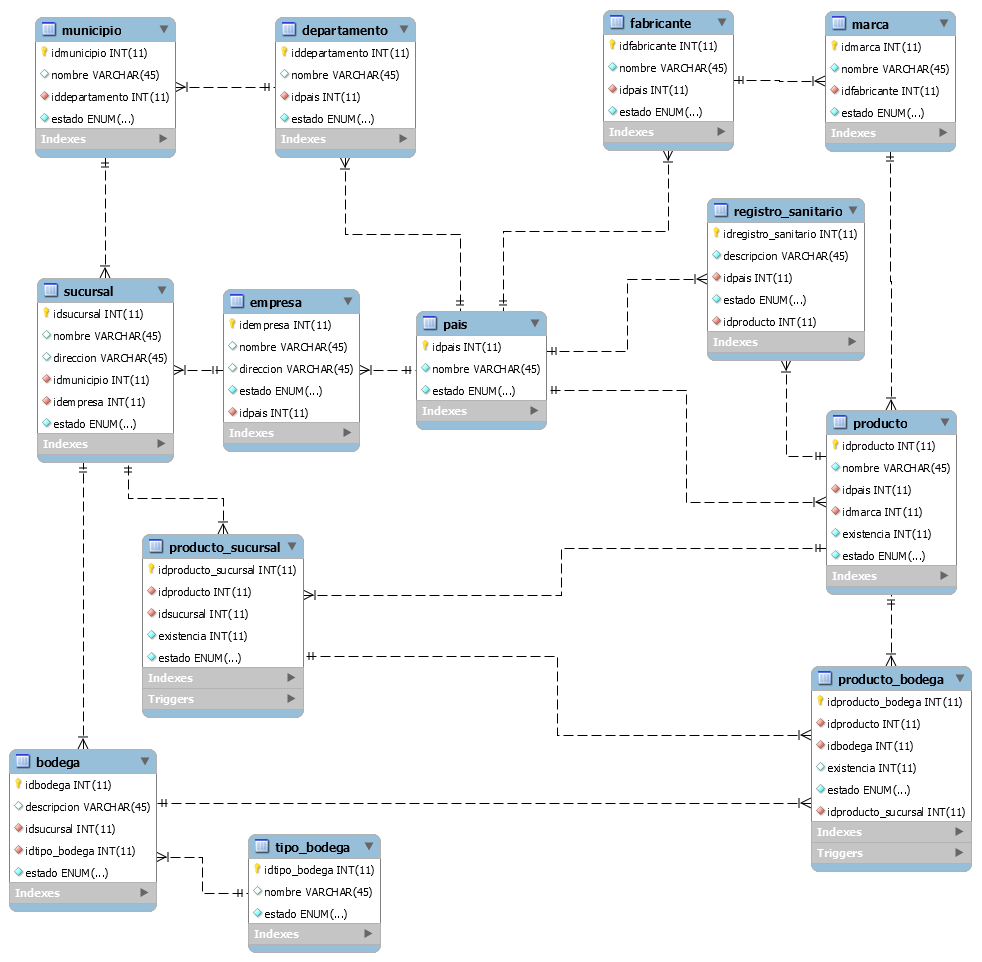 municipio
idmunicipio INT(11)
nombre VARCHAR(45)
iddepartamento INT(11)
estado ENUM(...)
Indexes
departamento
iddepartamento INT(11)
nombre VARCHAR(45)
idpais INT(11)
estado ENUM(...)
Indexes
fabricante
idfabricante INT(11)
nombre VARCHAR(45)
idpais INT(11)
estado ENUM(...)
Indexes
marca
idmarca INT(11)
nombre VARCHAR(45)
idfabricante INT(11)
estado ENUM(...)
Indexes
registro_sanitario
idregistro_sanitario INT(11)
descripcion VARCHAR(45)
idpais INT(11)
estado ENUM(...)
idproducto INT(11)
Indexes
sucursal
idsucursal INT(11)
nombre VARCHAR(45)
direccion VARCHAR(45)
idmunicipio INT(11)
idempresa INT(11)
estado ENUM(...)
Indexes
empresa
idempresa INT(11)
nombre VARCHAR(45)
direccion VARCHAR(45)
estado ENUM(...)
idpais INT(11)
Indexes
pais
idpais INT(11)
nombre VARCHAR(45)
estado ENUM(...)
Indexes
producto
idproducto INT(11)
nombre VARCHAR(45)
idpais INT(11)
idmarca INT(11)
existencia INT(11)
estado ENUM(...)
Indexes
producto_sucursal
idproducto_sucursal INT(11)
idproducto INT(11)
idsucursal INT(11)
existencia INT(11)
estado ENUM(...)
Indexes
Triggers
producto_bodega
idproducto_bodega INT(11)
idproducto INT(11)
idbodega INT(11)
existencia INT(11)
estado ENUM(...)
idproducto_sucursal INT(11)
Indexes
Triggers
bodega
idbodega INT(11)
descripcion VARCHAR(45)
idsucursal INT(11)
idtipo_bodega INT(11)
estado ENUM(...)
Indexes
tipo_bodega
idtipo_bodega INT(11)
nombre VARCHAR(45)
estado ENUM(...)
Indexes